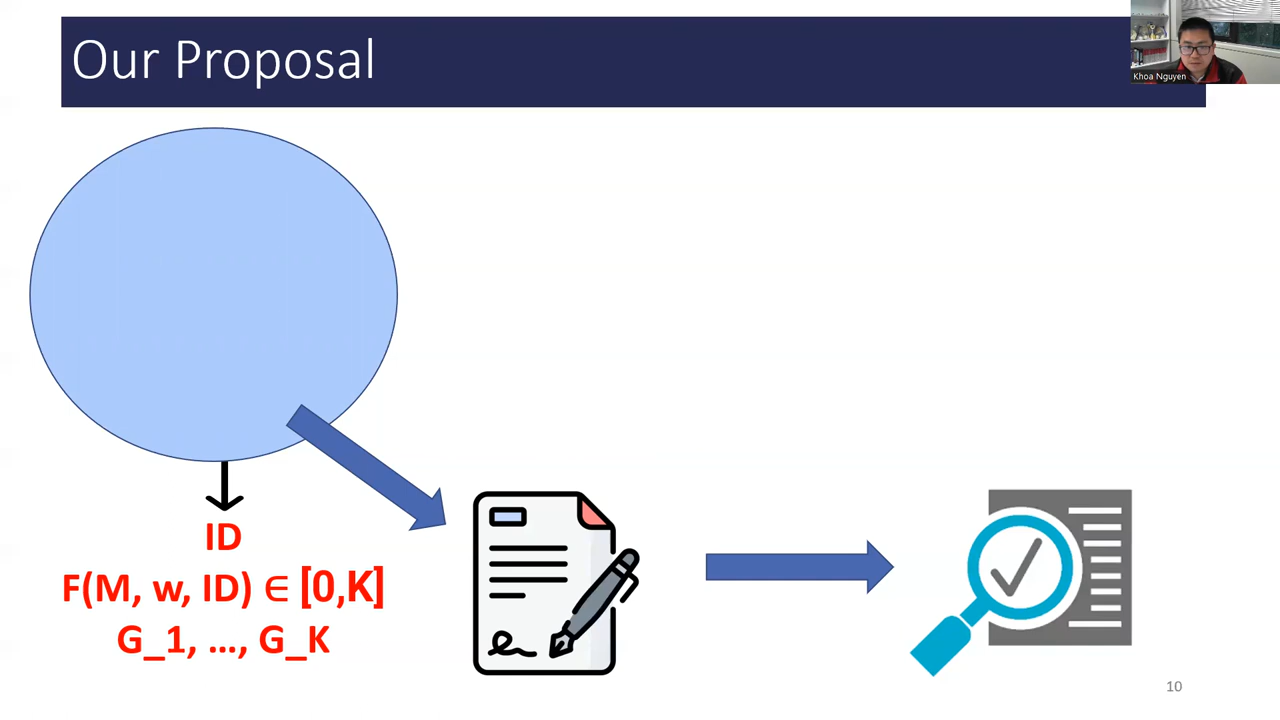 Our Proposal
Khoa Nguyen
ID
F(M, w, ID) ∈ [0,K]
G_1, ..., G_K
10